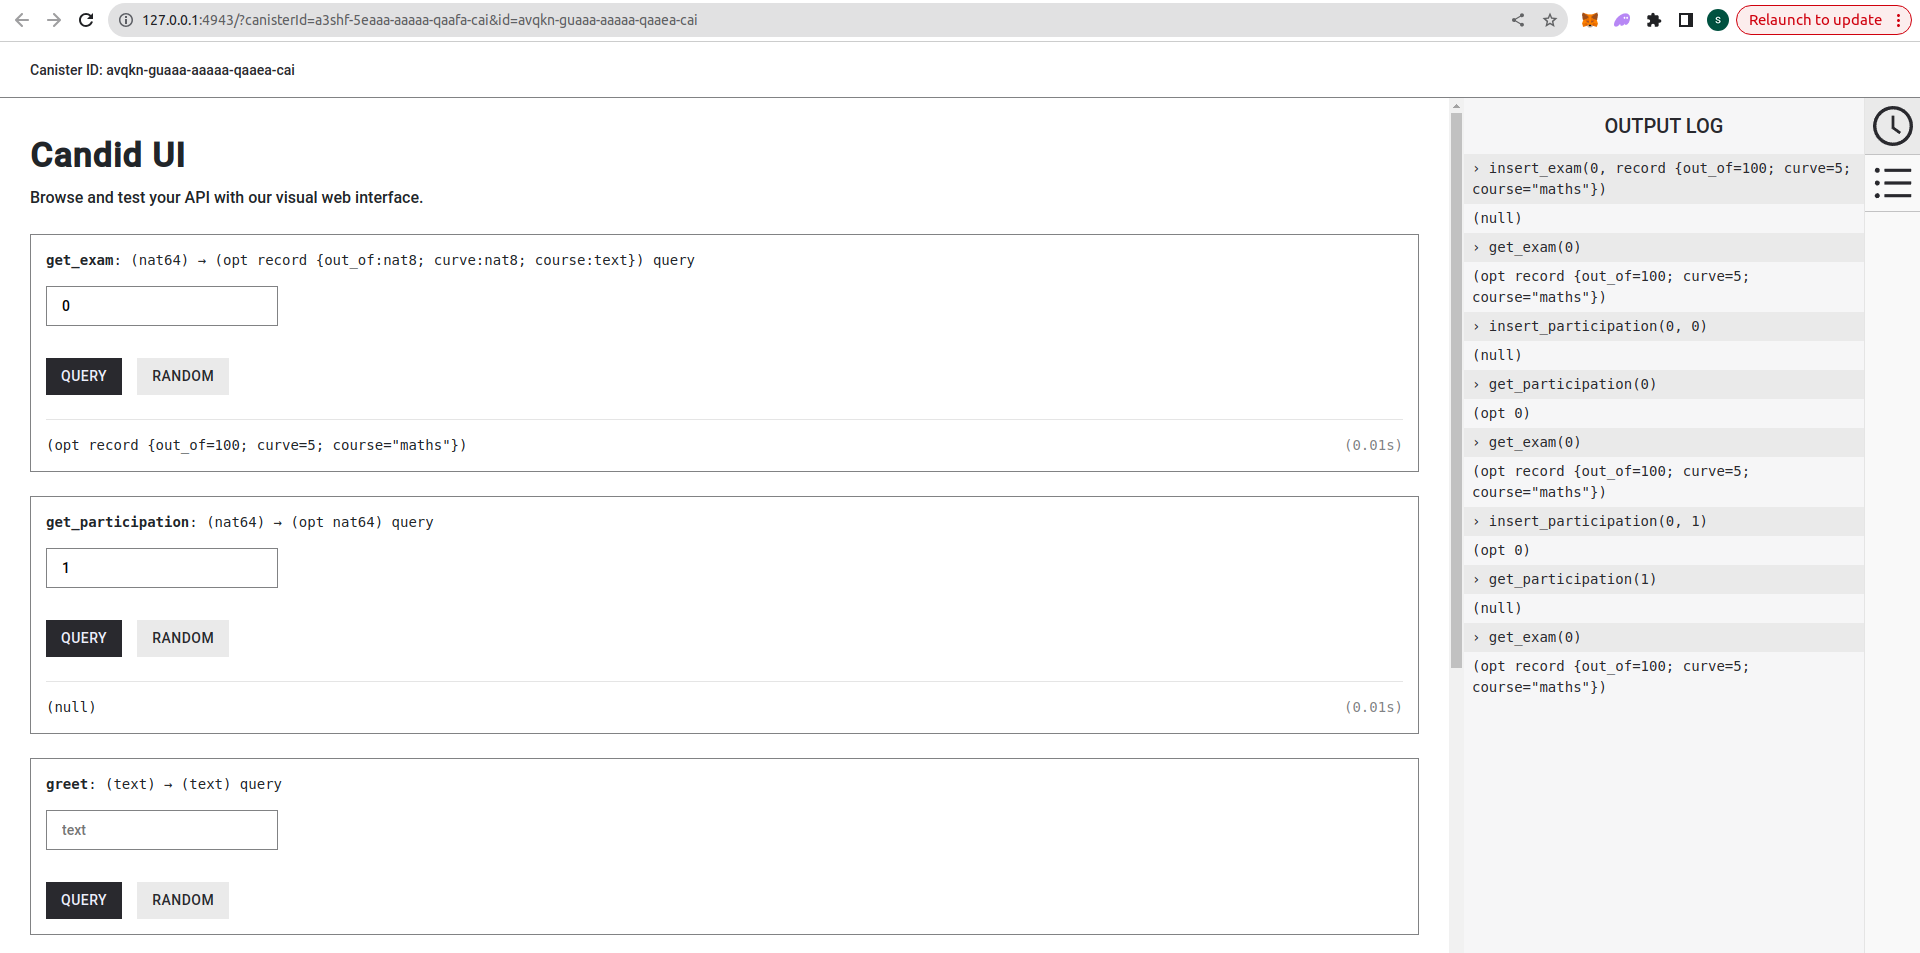 127.0.0.1:4943/?canisterId=a3shf-5eaaa-aaaaa-qaafa-cai&id=avqkn-guaaa-aaaaa-qaaea-cai
S
Relaunch to update
Canister ID: avqkn-guaaa-aaaaa-qaaea-cai
Candid UI
Browse and test your API with our visual web interface.
get_exam: (nat64) → (opt record {out_of:nat8; curve:nat8; course:text}) query
0
QUERY RANDOM
(opt record {out_of=100; curve=5; course="maths"}) (0.01s)
get_participation: (nat64) → (opt nat64) query
1
QUERY RANDOM
(null) (0.01s)
greet: (text) → (text) query
text
QUERY RANDOM
OUTPUT LOG
› insert_exam(0, record {out_of=100; curve=5;
course="maths"})
(null)
› get_exam(0)
(opt record {out_of=100; curve=5;
course="maths"})
› insert_participation(0, 0)
(null)
› get_participation(0)
(opt 0)
› get_exam(0)
(opt record {out_of=100; curve=5;
course="maths"})
› insert_participation(0, 1)
(opt 0)
› get_participation(1)
(null)
› get_exam(0)
(opt record {out_of=100; curve=5;
course="maths"})